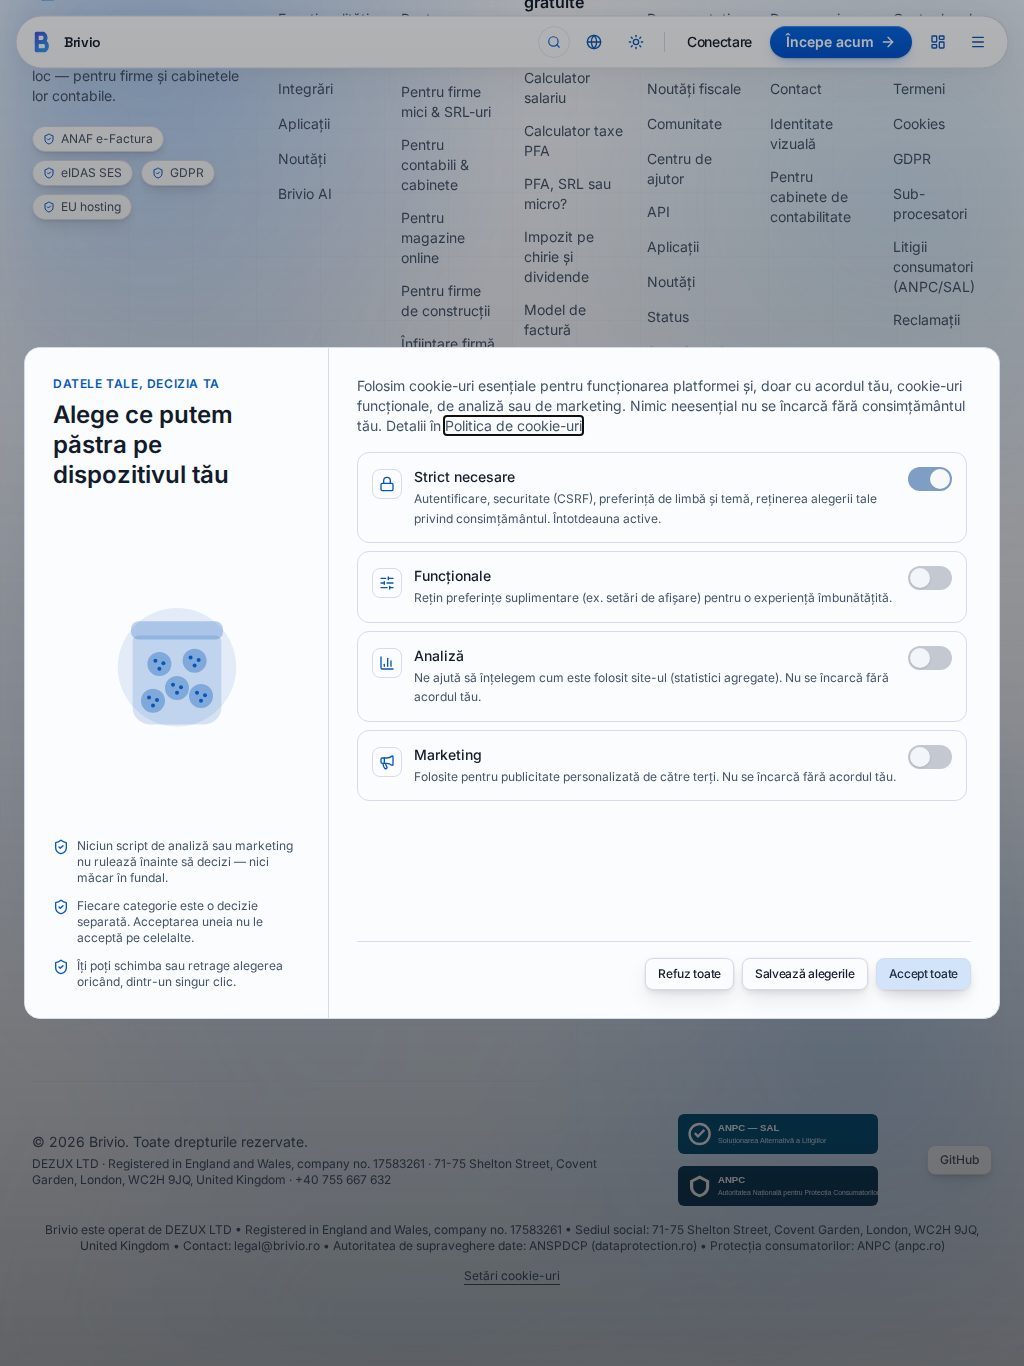 gratuite
Brivio
Conectare
Începe acum
loc — pentru firme și cabinetele
lor contabile.
ANAF e-Factura
eIDAS SES
GDPR
EU hosting
Integrări
Aplicații
Noutăți
Brivio AI
Pentru firme
mici & SRL-uri
Pentru
contabili &
cabinete
Pentru
magazine
online
Pentru firme
de construcții
Înființare firmă
Calculator
salariu
Calculator taxe
PFA
PFA, SRL sau
micro?
Impozit pe
chirie și
dividende
Model de
factură
Noutăți fiscale
Comunitate
Centru de
ajutor
API
Aplicații
Noutăți
Status
Contact
Identitate
vizuală
Pentru
cabinete de
contabilitate
Termeni
Cookies
GDPR
Sub-
procesatori
Litigii
consumatori
(ANPC/SAL)
Reclamații
DATELE TALE, DECIZIA TA
Alege ce putem
păstra pe
dispozitivul tău
Niciun script de analiză sau marketing
nu rulează înainte să decizi — nici
măcar în fundal.
Fiecare categorie este o decizie
separată. Acceptarea uneia nu le
acceptă pe celelalte.
Îți poți schimba sau retrage alegerea
oricând, dintr-un singur clic.
Folosim cookie-uri esențiale pentru funcționarea platformei și, doar cu acordul tău, cookie-uri
funcționale, de analiză sau de marketing. Nimic neesențial nu se încarcă fără consimțământul
tău. Detalii în Politica de cookie-uri.
Strict necesare
Autentificare, securitate (CSRF), preferință de limbă și temă, reținerea alegerii tale
privind consimțământul. Întotdeauna active.
Funcționale
Rețin preferințe suplimentare (ex. setări de afișare) pentru o experiență îmbunătățită.
Analiză
Ne ajută să înțelegem cum este folosit site-ul (statistici agregate). Nu se încarcă fără
acordul tău.
Marketing
Folosite pentru publicitate personalizată de către terți. Nu se încarcă fără acordul tău.
Refuz toate
Salvează alegerile
Accept toate
© 2026 Brivio. Toate drepturile rezervate.
DEZUX LTD · Registered in England and Wales, company no. 17583261 · 71-75 Shelton Street, Covent
Garden, London, WC2H 9JQ, United Kingdom · +40 755 667 632
ANPC — SAL
Soluționarea Alternativă a Litigiilor
ANPC
Autoritatea Națională pentru Protecția Consumatorilor
GitHub
Brivio este operat de DEZUX LTD • Registered in England and Wales, company no. 17583261 • Sediul social: 71-75 Shelton Street, Covent Garden, London, WC2H 9JQ,
United Kingdom • Contact: legal@brivio.ro • Autoritatea de supraveghere date: ANSPDCP (dataprotection.ro) • Protecția consumatorilor: ANPC (anpc.ro)
Setări cookie-uri